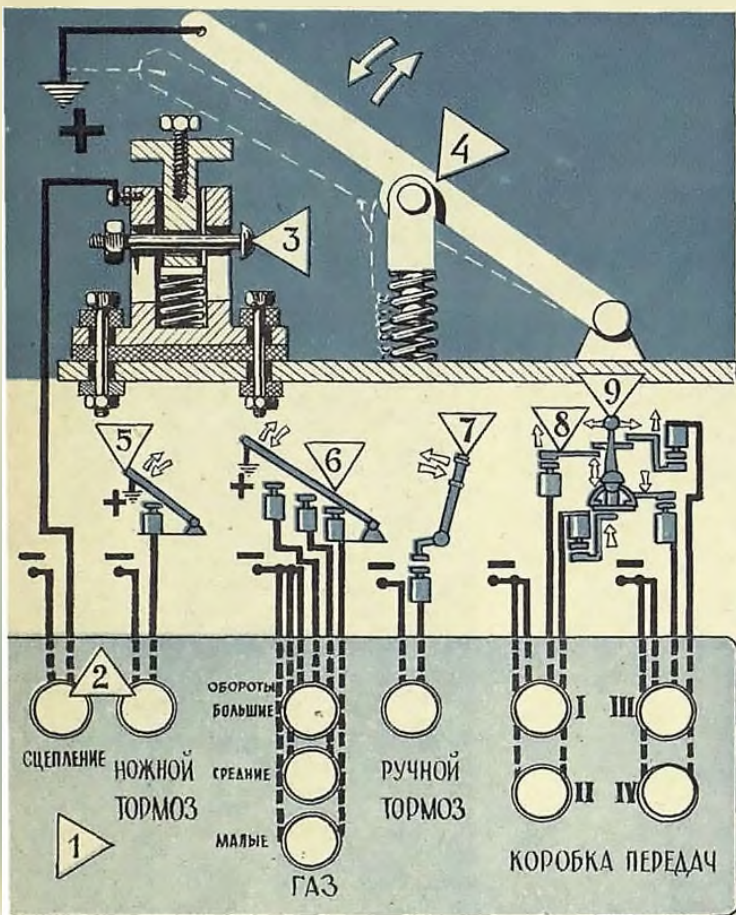 +
4
3
5
6
7
8
9
+
+
−
−
−
−
−
−
2
СЦЕПЛЕНИЕ
НОЖНОЙ
ТОРМОЗ
ОБОРОТЫ
БОЛЬШИЕ
СРЕДНИЕ
МАЛЫЕ
ГАЗ
РУЧНОЙ
ТОРМОЗ
I
III
II
IV
КОРОБКА ПЕРЕДАЧ
1